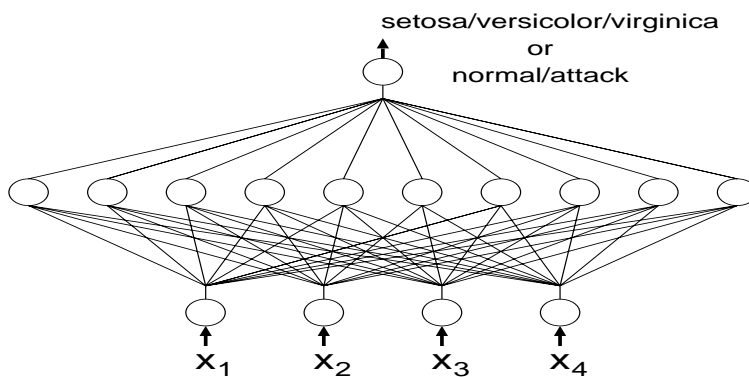 setosa/versicolor/virginica
or
normal/attack
x₁ x₂ x₃ x₄